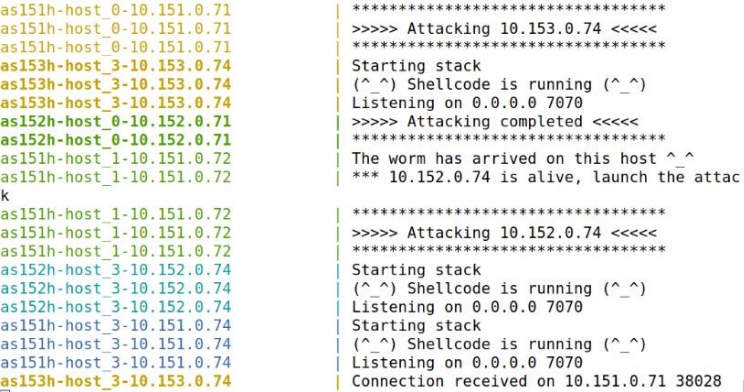 as151h-host_0-10.151.0.71 | **********************************
as151h-host_0-10.151.0.71 | >>>>> Attacking 10.153.0.74 <<<<<
as151h-host_0-10.151.0.71 | **********************************
as153h-host_3-10.153.0.74 | Starting stack
as153h-host_3-10.153.0.74 | (^_^) Shellcode is running (^_^)
as153h-host_3-10.153.0.74 | Listening on 0.0.0.0 7070
as152h-host_0-10.152.0.71 | >>>>> Attacking completed <<<<<
as152h-host_0-10.152.0.71 | **********************************
as151h-host_1-10.151.0.72 | The worm has arrived on this host ^_^
as151h-host_1-10.151.0.72 | *** 10.152.0.74 is alive, launch the attac
k
as151h-host_1-10.151.0.72 | **********************************
as151h-host_1-10.151.0.72 | >>>>> Attacking 10.152.0.74 <<<<<
as151h-host_1-10.151.0.72 | **********************************
as152h-host_3-10.152.0.74 | Starting stack
as152h-host_3-10.152.0.74 | (^_^) Shellcode is running (^_^)
as152h-host_3-10.152.0.74 | Listening on 0.0.0.0 7070
as151h-host_3-10.151.0.74 | Starting stack
as151h-host_3-10.151.0.74 | (^_^) Shellcode is running (^_^)
as151h-host_3-10.151.0.74 | Listening on 0.0.0.0 7070
as153h-host_3-10.153.0.74 | Connection received on 10.151.0.71 38028